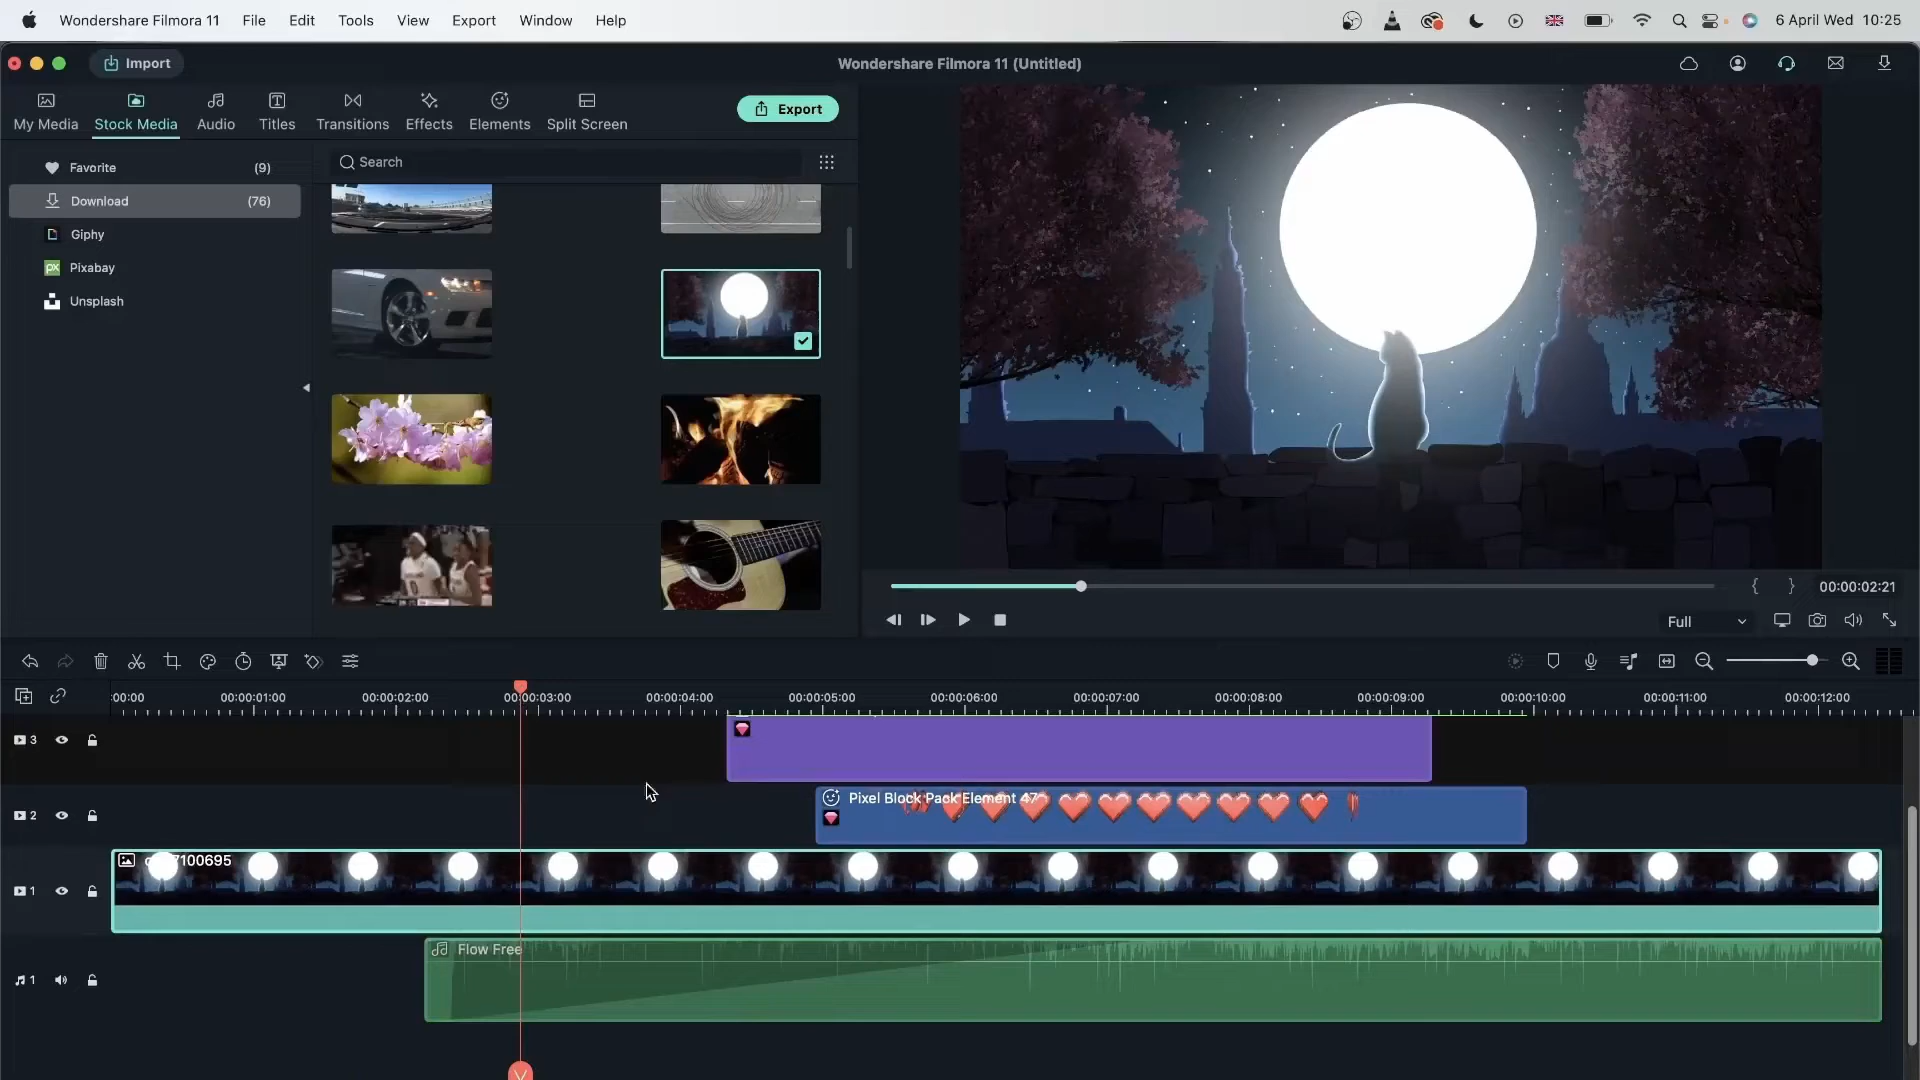 Wondershare Filmora 11 File Edit Tools View Export Window Help 6 April Wed 10:25
Import Wondershare Filmora 11 (Untitled)
My Media Stock Media Audio Titles Transitions Effects Elements Split Screen Export
Favorite (9) Search
Download (76)
Giphy
px Pixabay
Unsplash
{ } 00:00:02:21
Full
:00:00 00:00:01:00 00:00:02:00 00:00:03:00 00:00:04:00 00:00:05:00 00:00:06:00 00:00:07:00 00:00:08:00 00:00:09:00 00:00:10:00 00:00:11:00 00:00:12:00
3
2 Pixel Block Pack Element 47
7100695
1
Flow Free
1